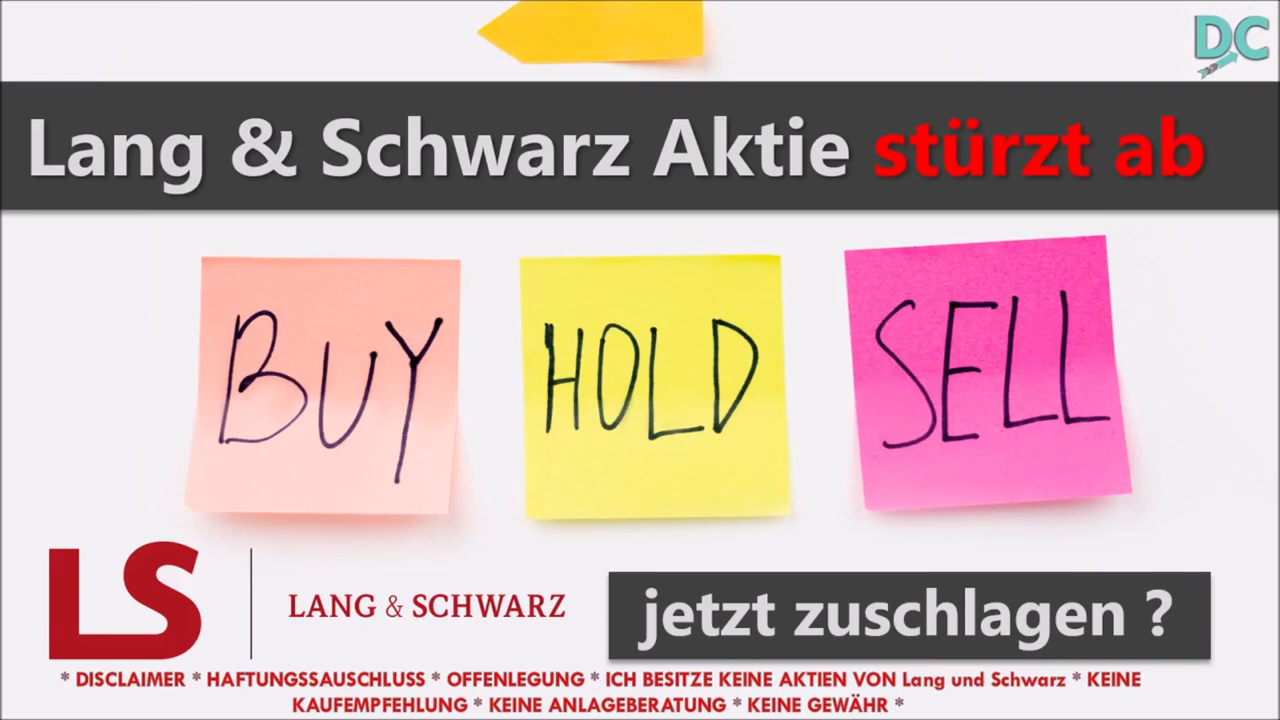 DC
Lang & Schwarz Aktie stürzt ab
BUY HOLD SELL
LS
LANG & SCHWARZ
jetzt zuschlagen ?
* DISCLAIMER * HAFTUNGSSAUSCHLUSS * OFFENLEGUNG * ICH BESITZE KEINE AKTIEN VON Lang und Schwarz * KEINE
KAUFEMPFEHLUNG * KEINE ANLAGEBERATUNG * KEINE GEWÄHR *